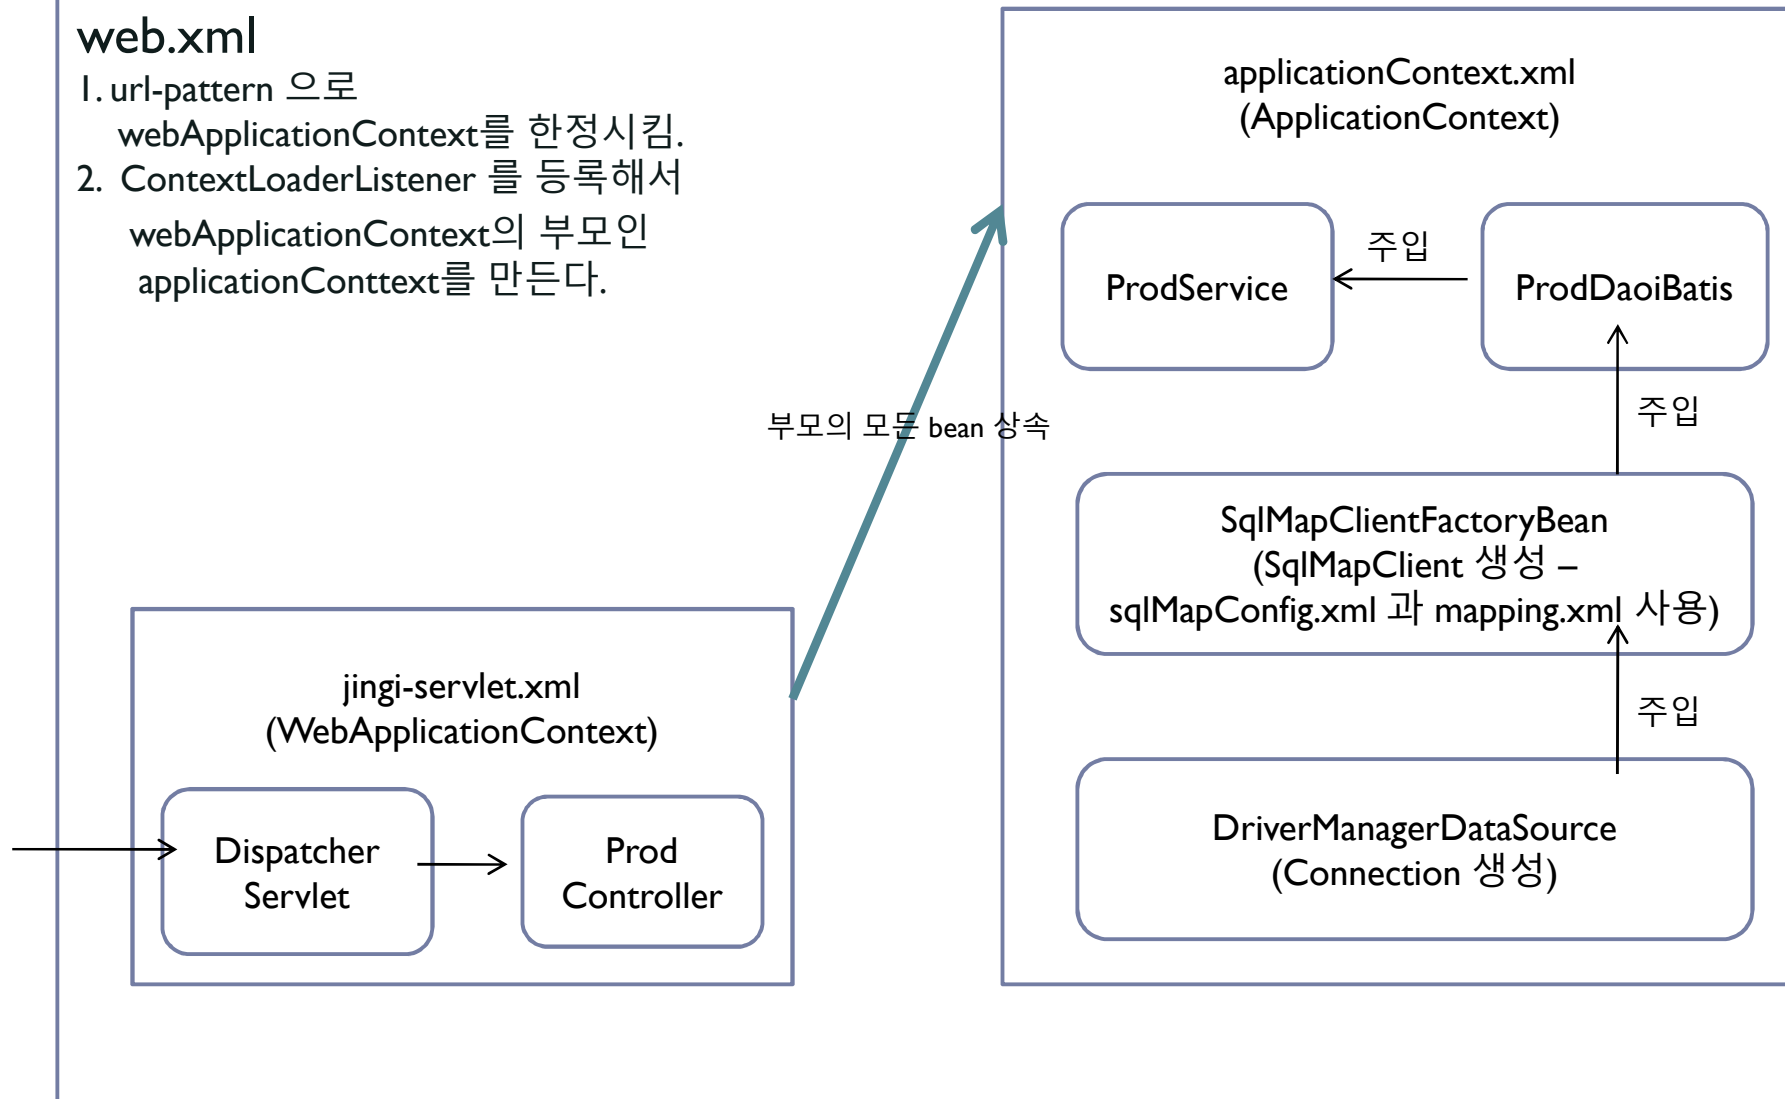 web.xml
1. url-pattern 으로
webApplicationContext를 한정시킴.
2. ContextLoaderListener 를 등록해서
webApplicationContext의 부모인
applicationConttext를 만든다.
applicationContext.xml
(ApplicationContext)
ProdService
주입
ProdDaoiBatis
주입
부모의 모든 bean 상속
SqlMapClientFactoryBean
(SqlMapClient 생성 –
sqlMapConfig.xml 과 mapping.xml 사용)
주입
DriverManagerDataSource
(Connection 생성)
jingi-servlet.xml
(WebApplicationContext)
Dispatcher
Servlet
Prod
Controller